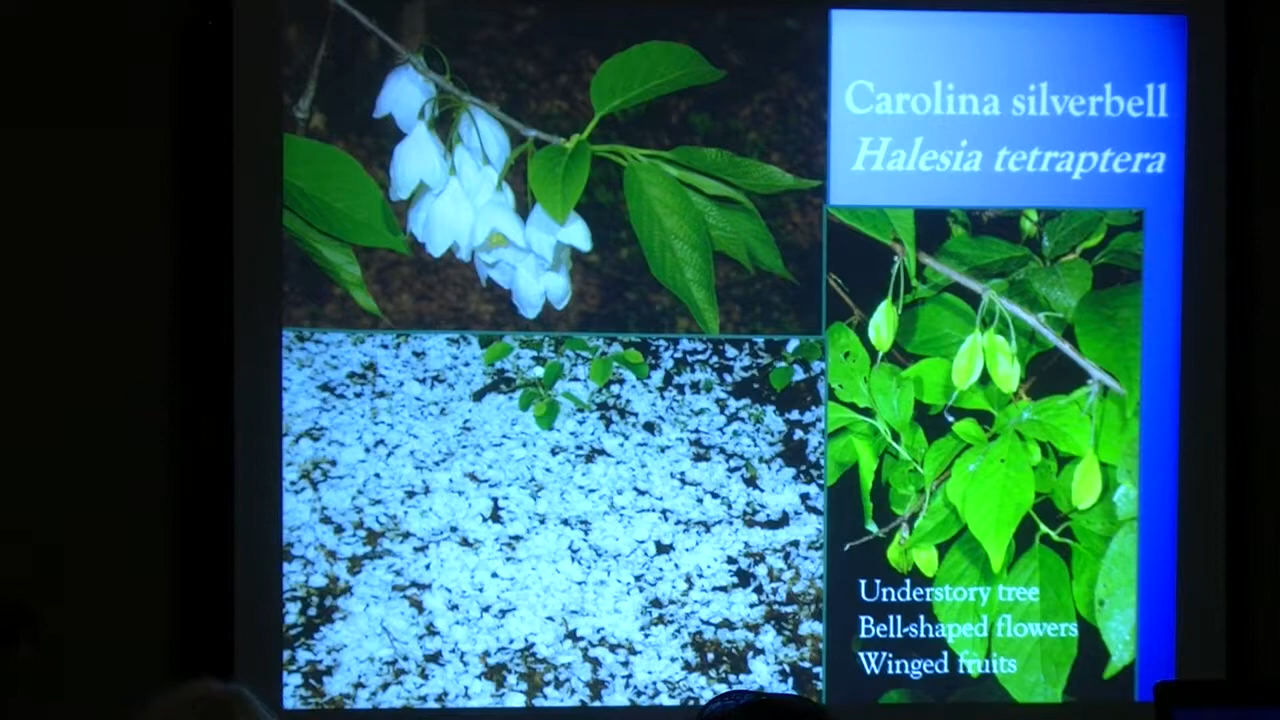 Carolina silverbell
Halesia tetraptera
Understory tree
Bell-shaped flowers
Winged fruits